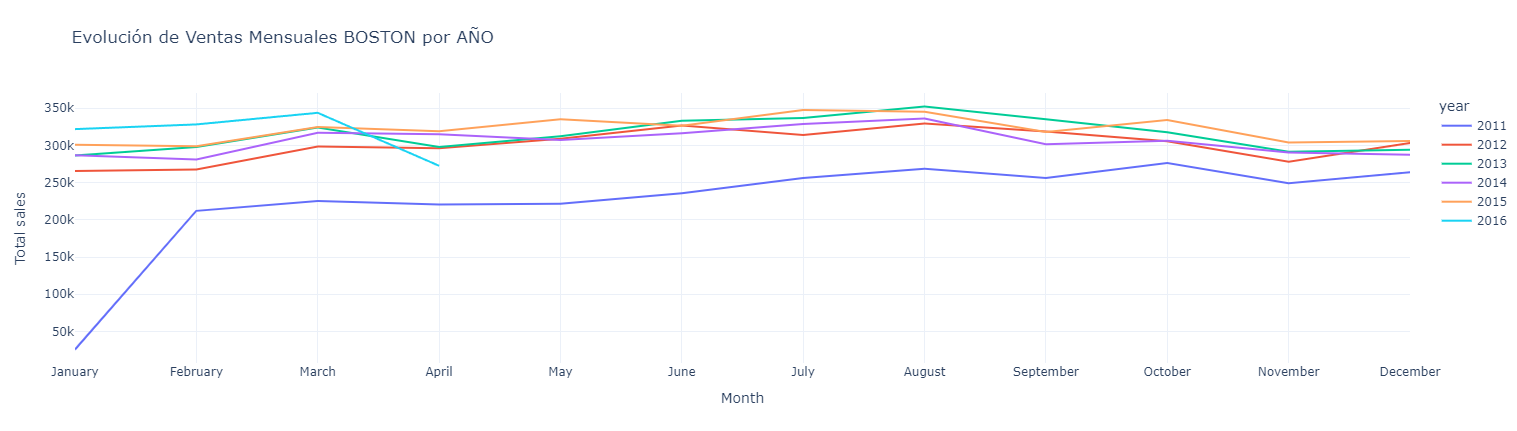 Evolución de Ventas Mensuales BOSTON por AÑO
Total sales
350k
300k
250k
200k
150k
100k
50k
January February March April May June July August September October November December
Month
year
2011
2012
2013
2014
2015
2016